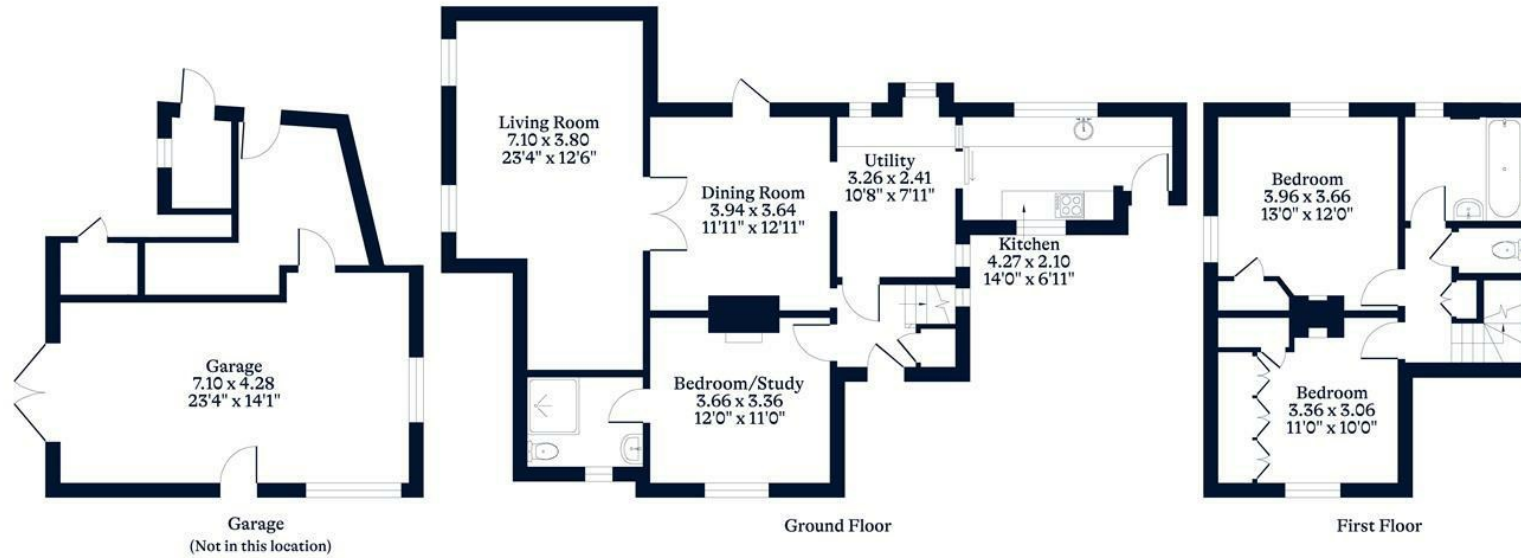 Garage
7.10 x 4.28
23'4" x 14'1"
Garage
(Not in this location)
Living Room
7.10 x 3.80
23'4" x 12'6"
Dining Room
3.94 x 3.64
11'11" x 12'11"
Utility
3.26 x 2.41
10'8" x 7'11"
Kitchen
4.27 x 2.10
14'0" x 6'11"
Bedroom/Study
3.66 x 3.36
12'0" x 11'0"
Ground Floor
Bedroom
3.96 x 3.66
13'0" x 12'0"
Bedroom
3.36 x 3.06
11'0" x 10'0"
First Floor